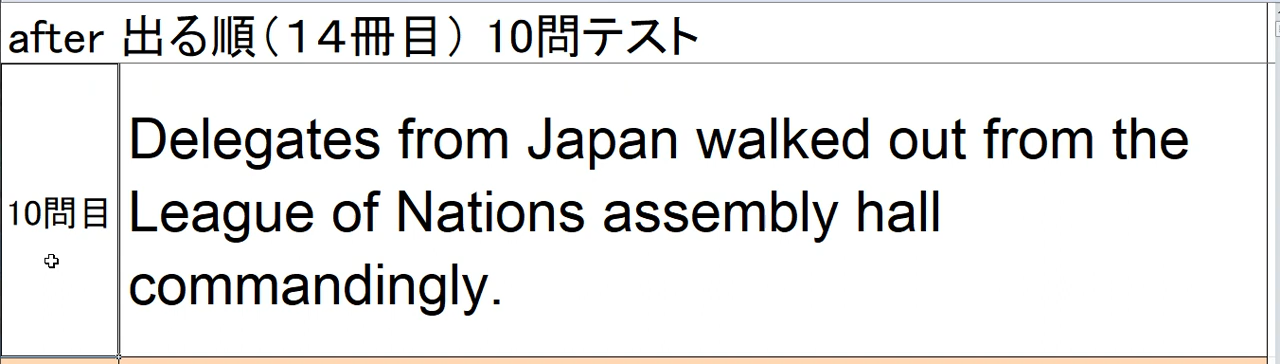 after 出る順（１４冊目） 10問テスト
Delegates from Japan walked out from the
10問目 League of Nations assembly hall
commandingly.